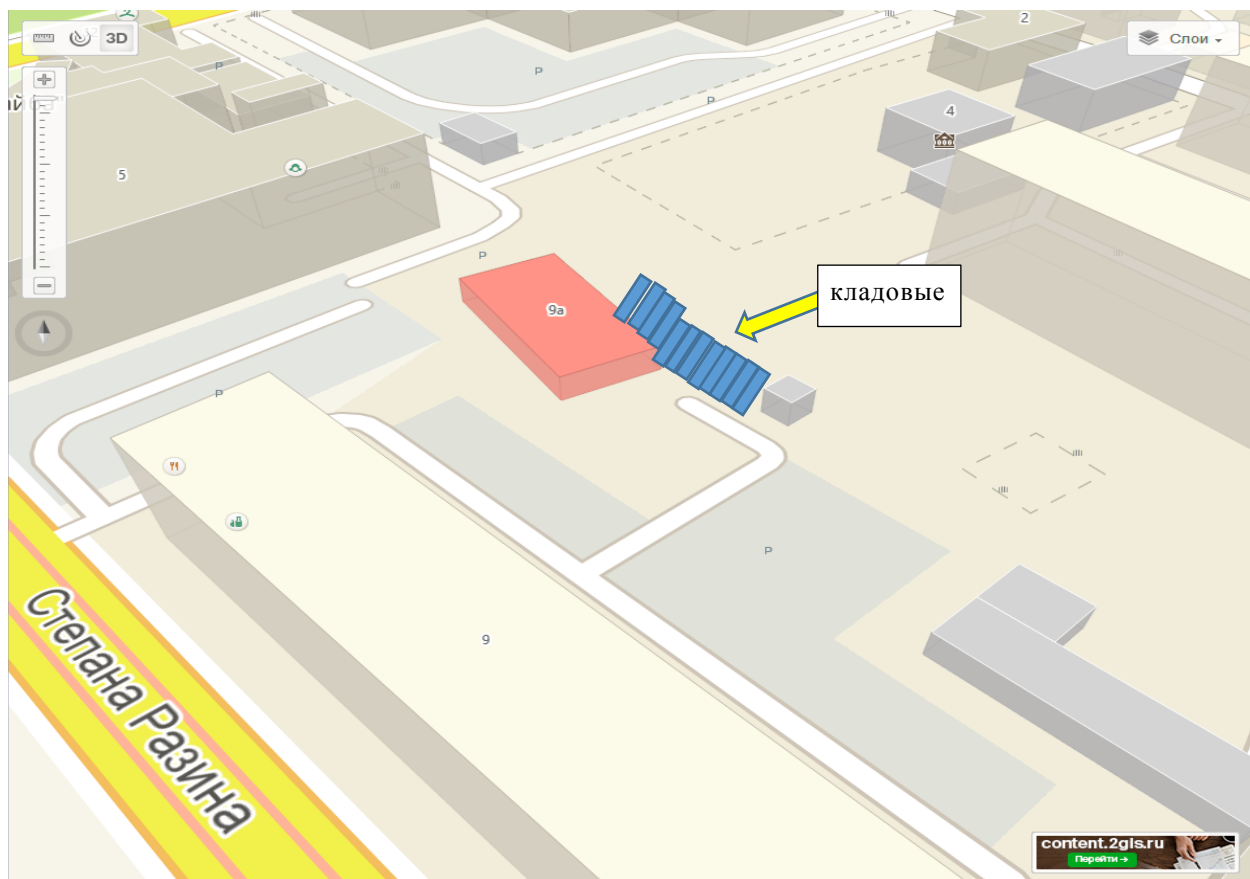 3D
Слои
2
4
P
P
P
5
P
9а
кладовые
P
P
9
Степана Разина
content.2gis.ru
Перейти →